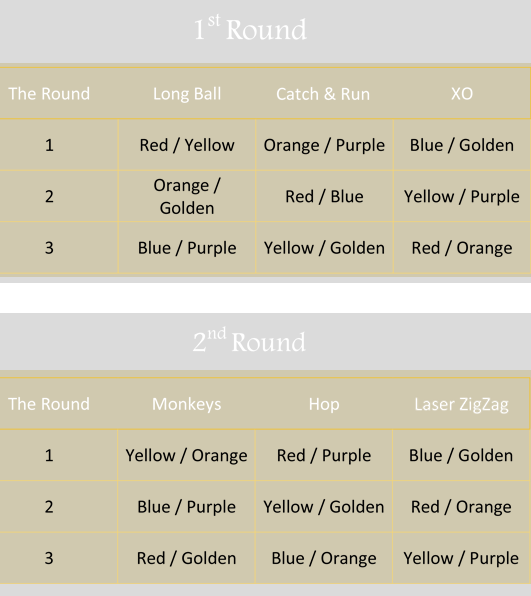 1st Round
The Round Long Ball Catch & Run XO
1 Red / Yellow Orange / Purple Blue / Golden
2 Orange / Golden Red / Blue Yellow / Purple
3 Blue / Purple Yellow / Golden Red / Orange
2nd Round
The Round Monkeys Hop Laser ZigZag
1 Yellow / Orange Red / Purple Blue / Golden
2 Blue / Purple Yellow / Golden Red / Orange
3 Red / Golden Blue / Orange Yellow / Purple